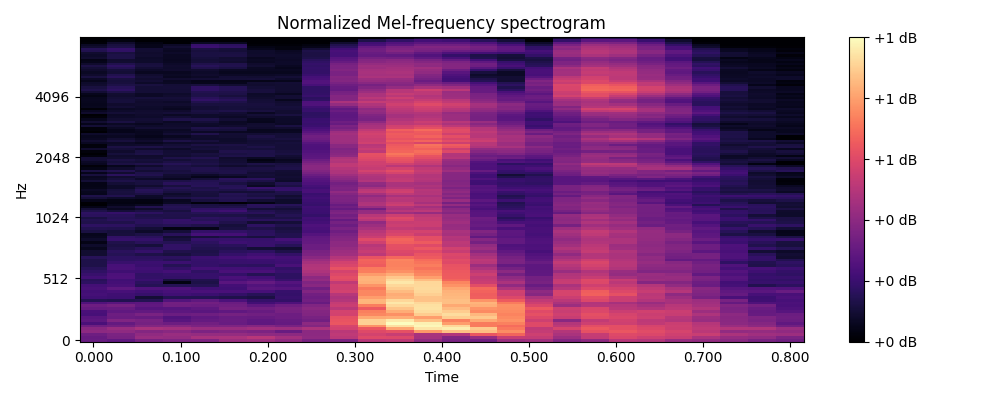 Normalized Mel-frequency spectrogram
Hz
4096
2048
1024
512
0
0.000 0.100 0.200 0.300 0.400 0.500 0.600 0.700 0.800
Time
+1 dB
+1 dB
+1 dB
+0 dB
+0 dB
+0 dB